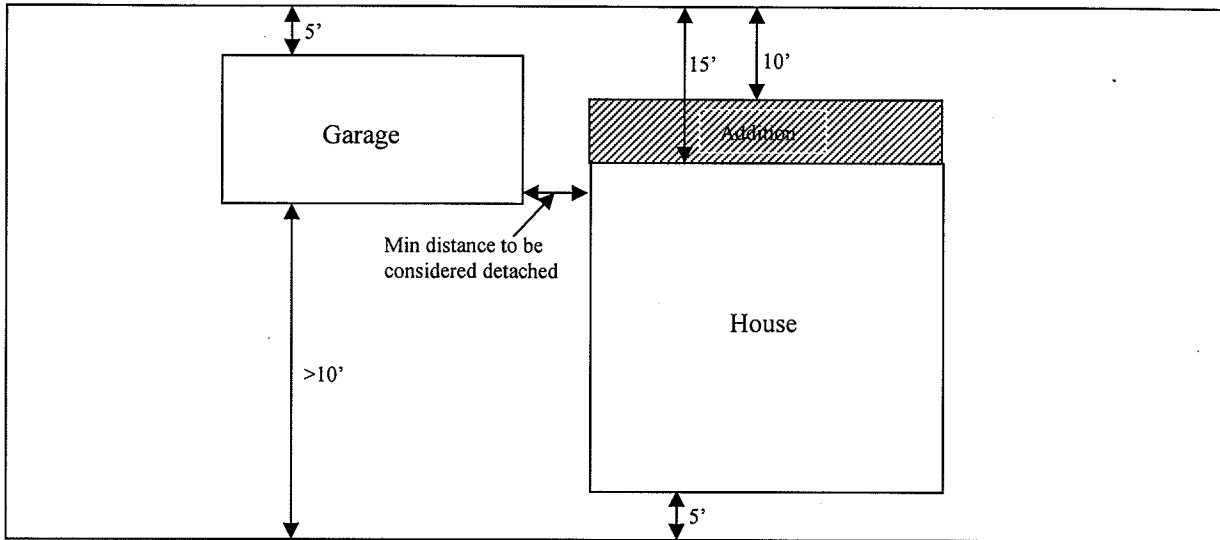 5’
15’
10’
Garage
Addition
Min distance to be
considered detached
House
>10’
5’